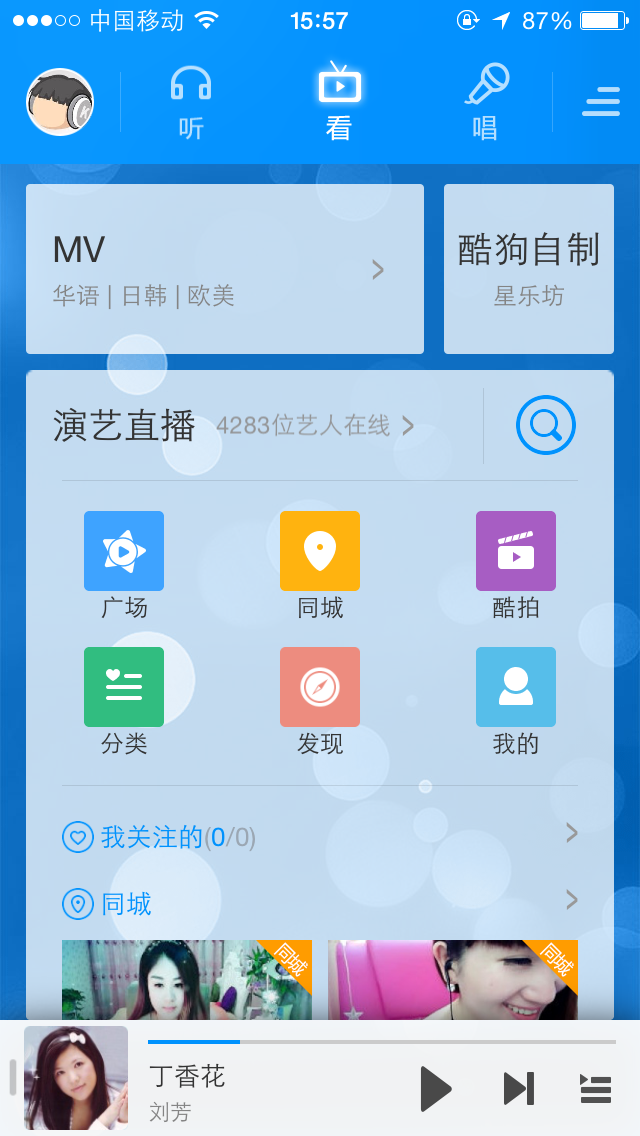 中国移动 15:57 87%
听 看 唱
MV
华语 | 日韩 | 欧美
酷狗自制
星乐坊
演艺直播 4283位艺人在线
广场 同城 酷拍
分类 发现 我的
我关注的(0/0)
同城
同城 同城
丁香花
刘芳